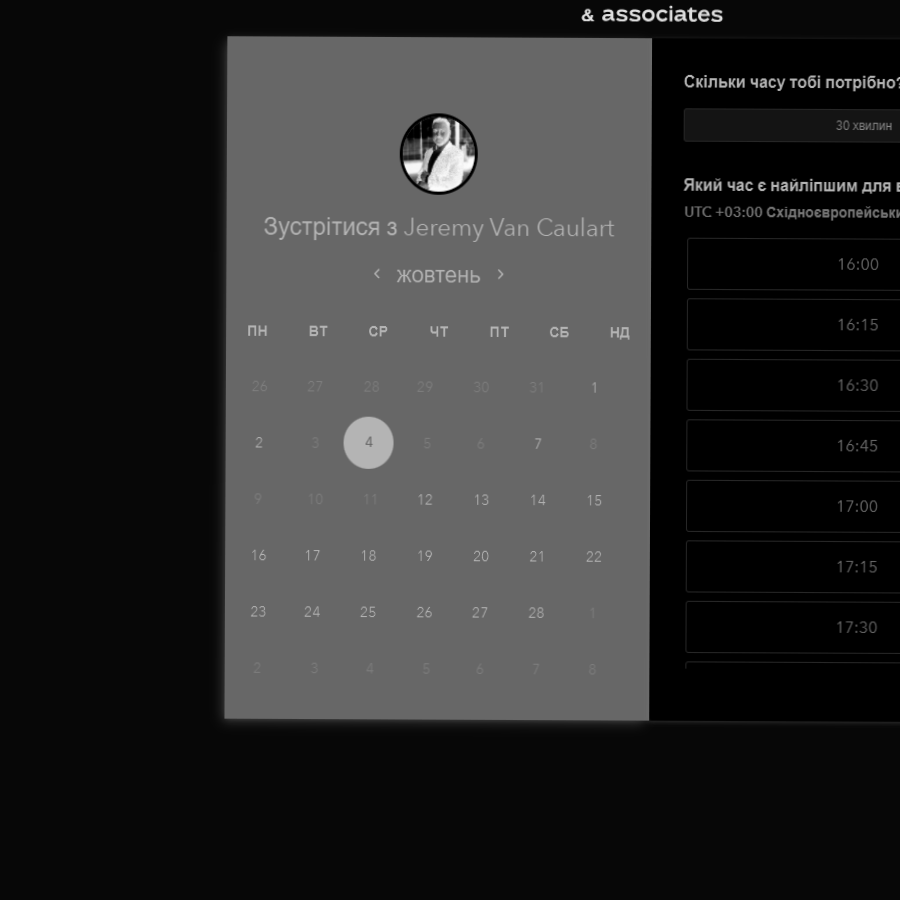 & associates
Зустрітися з Jeremy Van Caulart
жовтень
ПН ВТ СР ЧТ ПТ СБ НД
26 27 28 29 30 31 1
2 3 4 5 6 7 8
9 10 11 12 13 14 15
16 17 18 19 20 21 22
23 24 25 26 27 28 1
2 3 4 5 6 7 8
Скільки часу тобі потрібно?
30 хвилин
Який час є найліпшим для
UTC +03:00
16:00
16:15
16:30
16:45
17:00
17:15
17:30